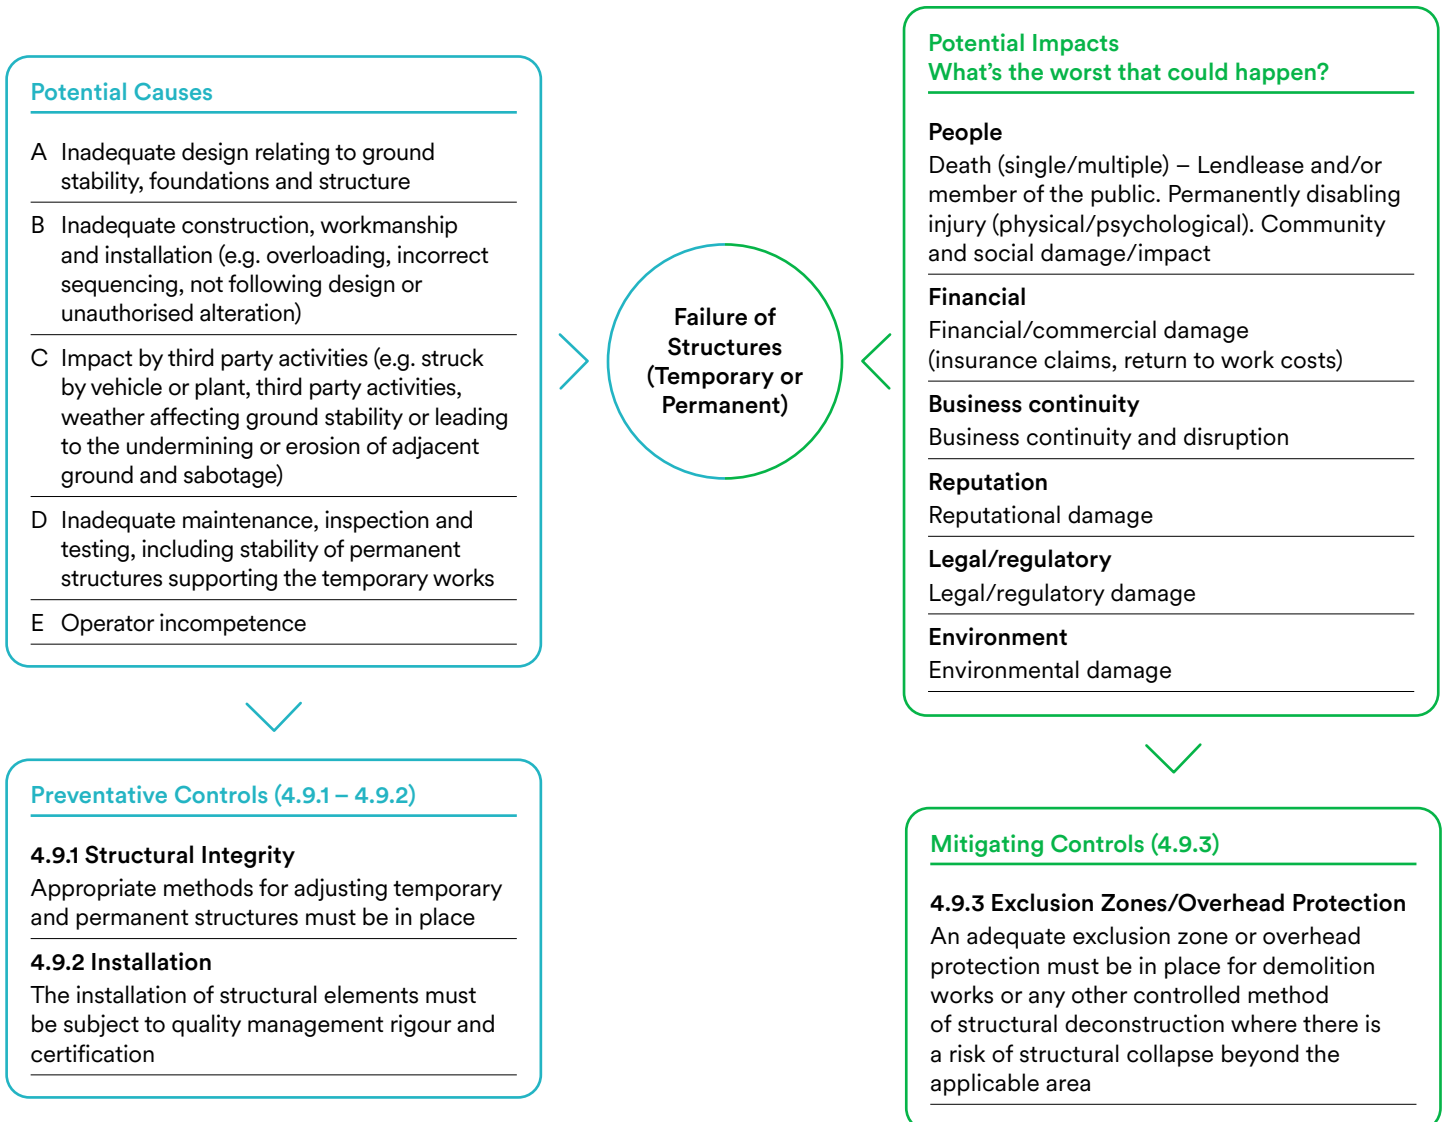 Potential Causes
A Inadequate design relating to ground
stability, foundations and structure
B Inadequate construction, workmanship
and installation (e.g. overloading, incorrect
sequencing, not following design or
unauthorised alteration)
C Impact by third party activities (e.g. struck
by vehicle or plant, third party activities,
weather affecting ground stability or leading
to the undermining or erosion of adjacent
ground and sabotage)
D Inadequate maintenance, inspection and
testing, including stability of permanent
structures supporting the temporary works
E Operator incompetence
Preventative Controls (4.9.1 – 4.9.2)
4.9.1 Structural Integrity
Appropriate methods for adjusting temporary
and permanent structures must be in place
4.9.2 Installation
The installation of structural elements must
be subject to quality management rigour and
certification
Failure of
Structures
(Temporary or
Permanent)
Potential Impacts
What's the worst that could happen?
People
Death (single/multiple) – Lendlease and/or
member of the public. Permanently disabling
injury (physical/psychological). Community
and social damage/impact
Financial
Financial/commercial damage
(insurance claims, return to work costs)
Business continuity
Business continuity and disruption
Reputation
Reputational damage
Legal/regulatory
Legal/regulatory damage
Environment
Environmental damage
Mitigating Controls (4.9.3)
4.9.3 Exclusion Zones/Overhead Protection
An adequate exclusion zone or overhead
protection must be in place for demolition
works or any other controlled method
of structural deconstruction where there is
a risk of structural collapse beyond the
applicable area